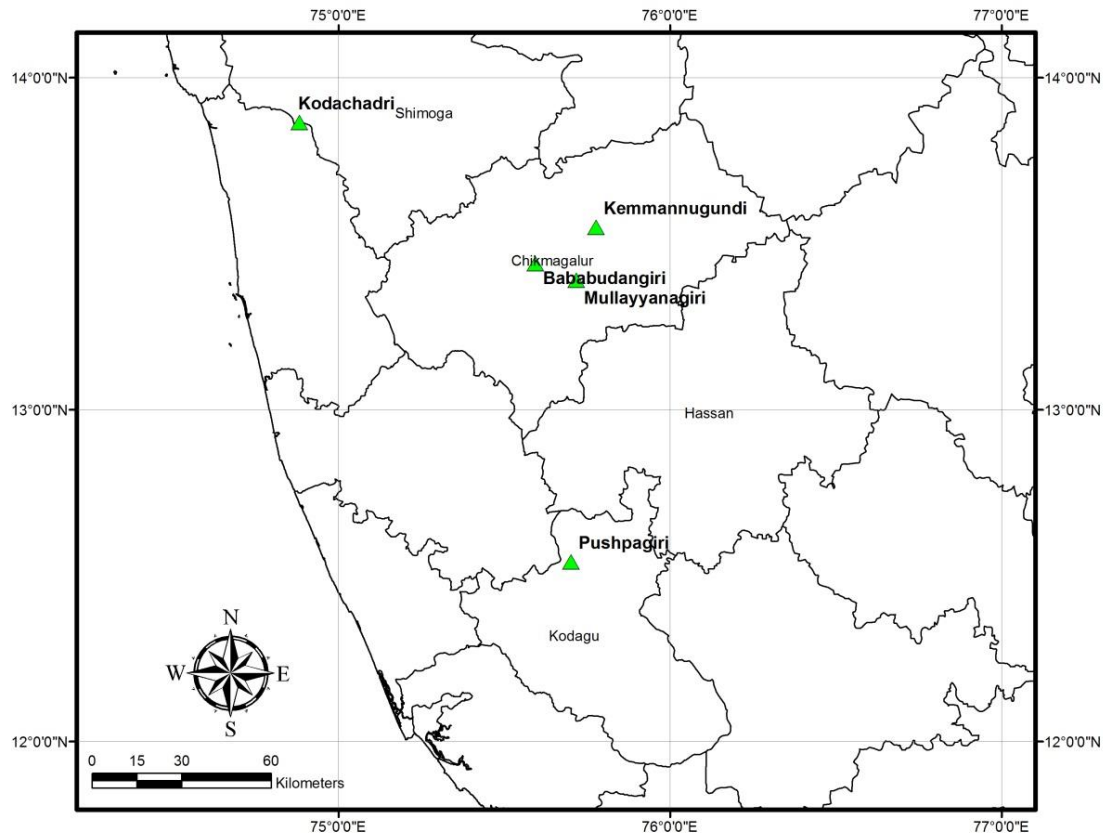 75°0'0"E 76°0'0"E 77°0'0"E
14°0'0"N 14°0'0"N
Kodachadri
Shimoga
Kemmannugundi
Chikmagalur
Bababudangiri
Mullayyanagiri
13°0'0"N 13°0'0"N
Hassan
Pushpagiri
N
Kodagu
W E
S
12°0'0"N 12°0'0"N
0 15 30 60
Kilometers
75°0'0"E 76°0'0"E 77°0'0"E